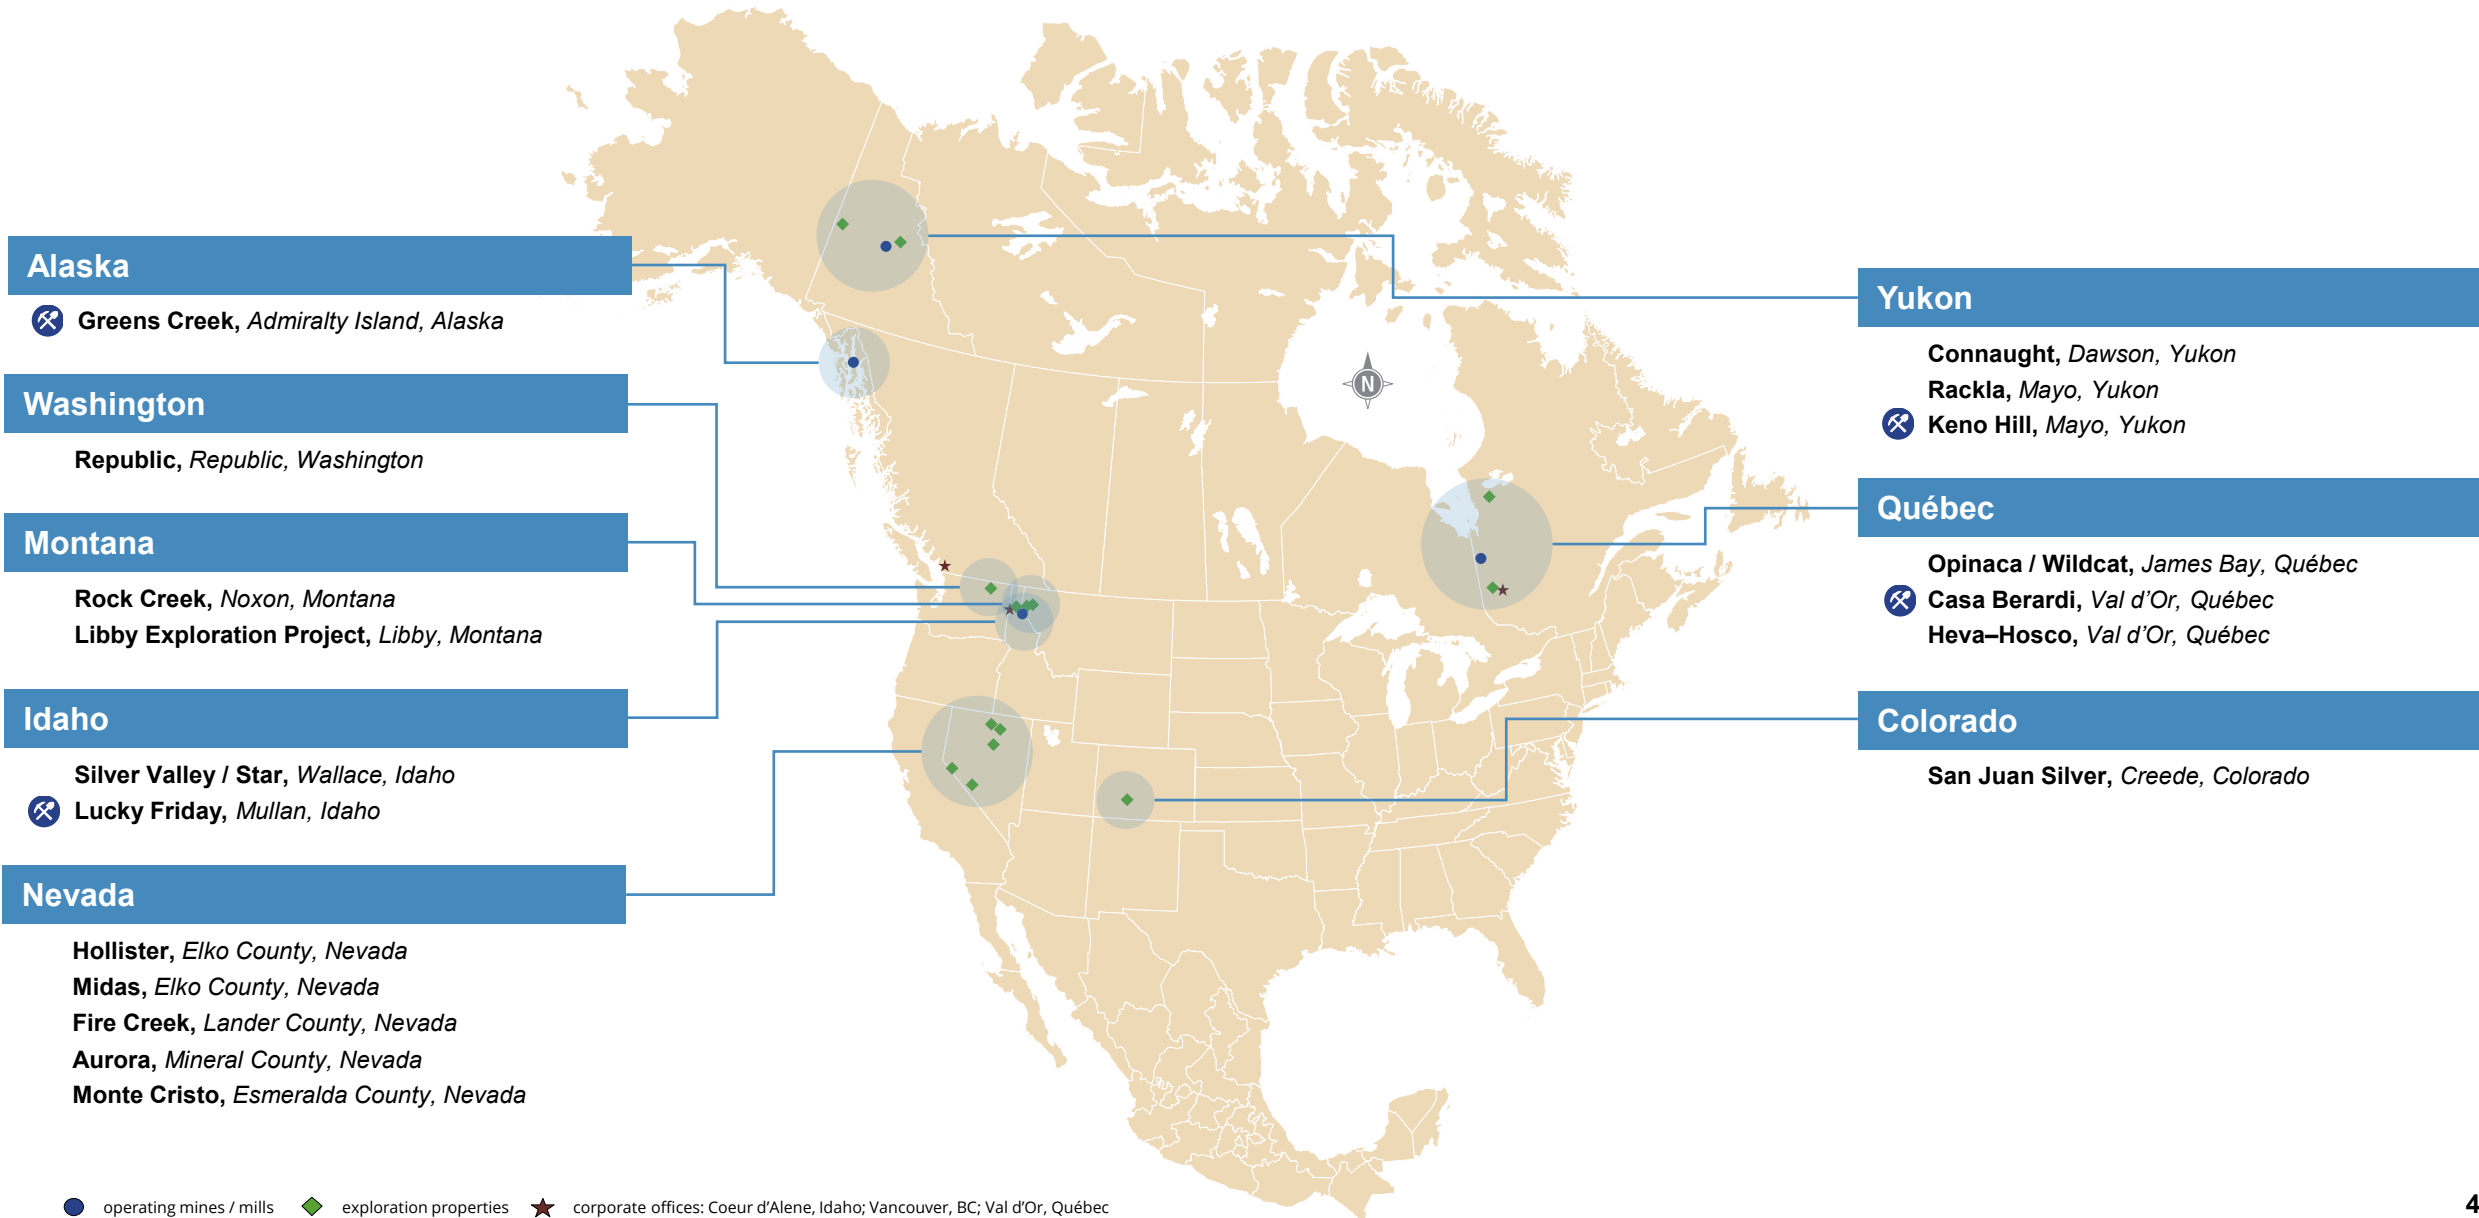 Alaska
Greens Creek, Admiralty Island, Alaska
Washington
Republic, Republic, Washington
Montana
Rock Creek, Noxon, Montana
Libby Exploration Project, Libby, Montana
Idaho
Silver Valley / Star, Wallace, Idaho
Lucky Friday, Mullan, Idaho
Nevada
Hollister, Elko County, Nevada
Midas, Elko County, Nevada
Fire Creek, Lander County, Nevada
Aurora, Mineral County, Nevada
Monte Cristo, Esmeralda County, Nevada
N
Yukon
Connaught, Dawson, Yukon
Rackla, Mayo, Yukon
Keno Hill, Mayo, Yukon
Québec
Opinaca / Wildcat, James Bay, Québec
Casa Berardi, Val d’Or, Québec
Heva–Hosco, Val d’Or, Québec
Colorado
San Juan Silver, Creede, Colorado
operating mines / mills exploration properties corporate offices: Coeur d’Alene, Idaho; Vancouver, BC; Val d’Or, Québec
4